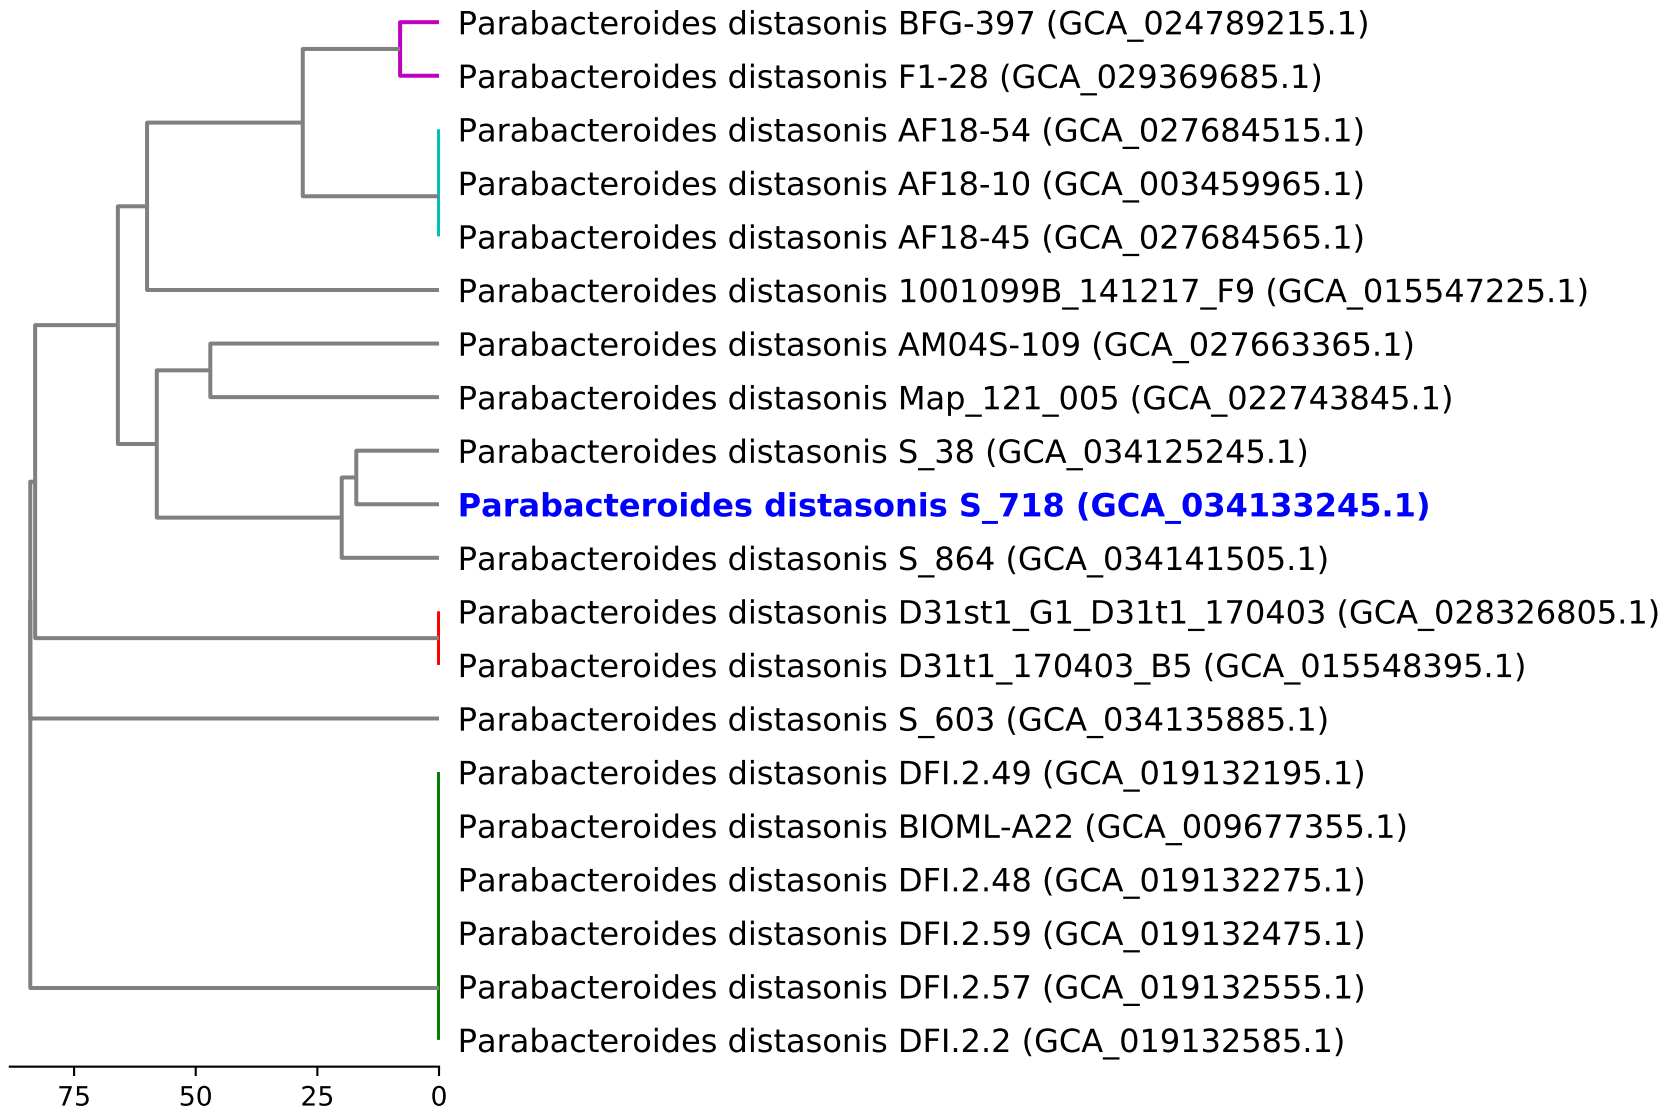 Parabacteroides distasonis BFG-397 (GCA_024789215.1)
Parabacteroides distasonis F1-28 (GCA_029369685.1)
Parabacteroides distasonis AF18-54 (GCA_027684515.1)
Parabacteroides distasonis AF18-10 (GCA_003459965.1)
Parabacteroides distasonis AF18-45 (GCA_027684565.1)
Parabacteroides distasonis 1001099B_141217_F9 (GCA_015547225.1)
Parabacteroides distasonis AM04S-109 (GCA_027663365.1)
Parabacteroides distasonis Map_121_005 (GCA_022743845.1)
Parabacteroides distasonis S_38 (GCA_034125245.1)
Parabacteroides distasonis S_718 (GCA_034133245.1)
Parabacteroides distasonis S_864 (GCA_034141505.1)
Parabacteroides distasonis D31st1_G1_D31t1_170403 (GCA_028326805.1)
Parabacteroides distasonis D31t1_170403_B5 (GCA_015548395.1)
Parabacteroides distasonis S_603 (GCA_034135885.1)
Parabacteroides distasonis DFI.2.49 (GCA_019132195.1)
Parabacteroides distasonis BIOML-A22 (GCA_009677355.1)
Parabacteroides distasonis DFI.2.48 (GCA_019132275.1)
Parabacteroides distasonis DFI.2.59 (GCA_019132475.1)
Parabacteroides distasonis DFI.2.57 (GCA_019132555.1)
Parabacteroides distasonis DFI.2.2 (GCA_019132585.1)
75 50 25 0